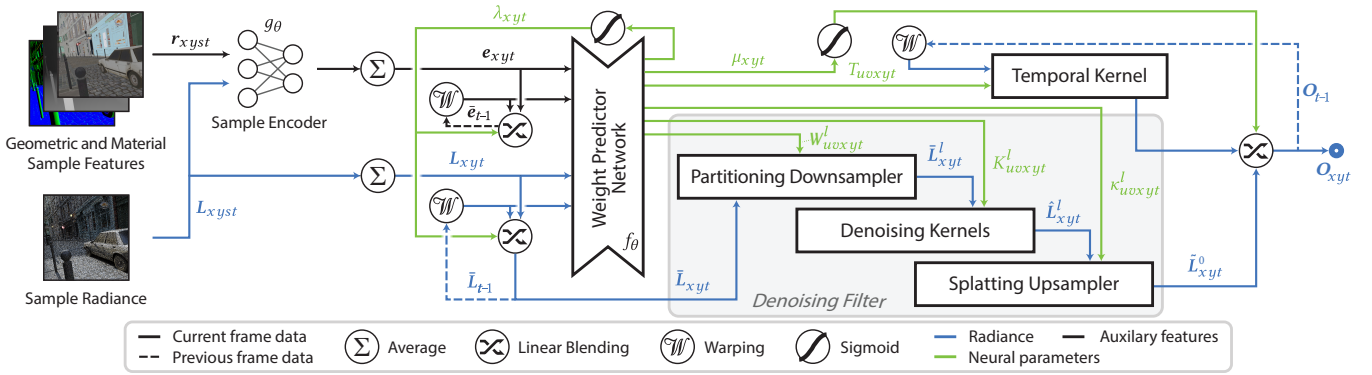 r_xyst
g_θ
Sample Encoder
Geometric and Material
Sample Features
L_xyst
Sample Radiance
Σ
e_xyt
λ_xyt
W
ē_t−1
Σ
L_xyt
W
L̄_t−1
Weight Predictor
Network
f_θ
μ_xyt
T_uvxyt
W
Temporal Kernel
O_t−1
O_xyt
W^l_uvxyt
Partitioning Downsampler
L̄^l_xyt
K^l_uvxyt
κ^l_uvxyt
Denoising Kernels
L̂^l_xyt
L̄_xyt
Splatting Upsampler
L̃^0_xyt
Denoising Filter
Current frame data
Previous frame data
Σ Average
Linear Blending
W Warping
Sigmoid
Radiance
Neural parameters
Auxilary features